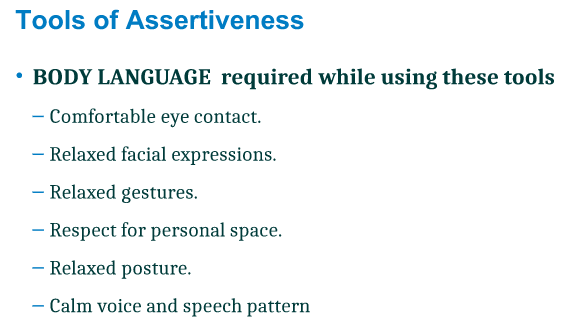 Tools of Assertiveness
• BODY LANGUAGE  required while using these tools
– Comfortable eye contact.
– Relaxed facial expressions.
– Relaxed gestures.
– Respect for personal space.
– Relaxed posture.
– Calm voice and speech pattern